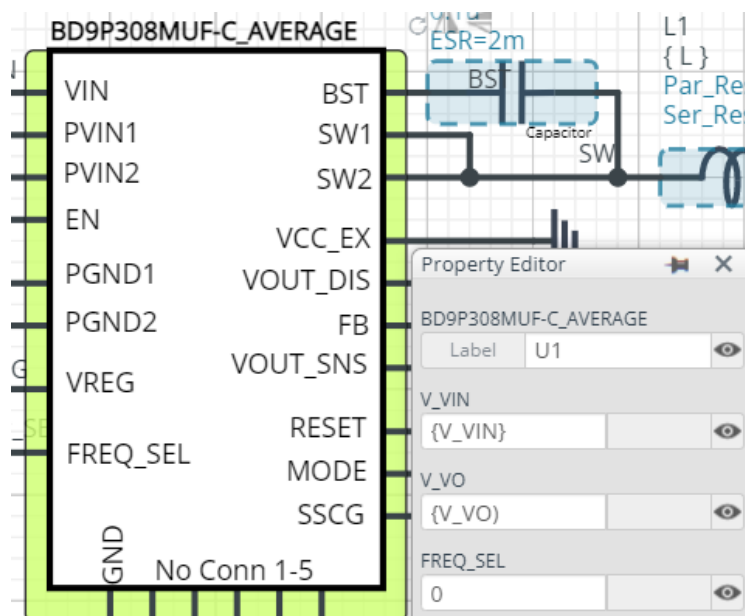 BD9P308MUF-C_AVERAGE
ESR=2m
L1
{ L }
Par_Re
Ser_Res
VIN
PVIN1
PVIN2
EN
PGND1
PGND2
VREG
FREQ_SEL
GND
No Conn 1-5
BST
SW1
SW2
VCC_EX
VOUT_DIS
FB
VOUT_SNS
RESET
MODE
SSCG
BST
Capacitor
SW
Property Editor
BD9P308MUF-C_AVERAGE
Label U1
V_VIN
{V_VIN}
V_VO
{V_VO)
FREQ_SEL
0